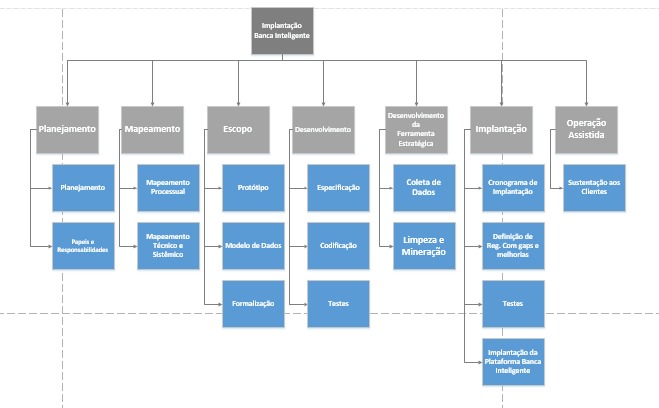 Implantação
Banca Inteligente
Planejamento
Mapeamento
Escopo
Desenvolvimento
Desenvolvimento
da
Ferramenta
Estratégica
Implantação
Operação
Assistida
Planejamento
Mapeamento
Processual
Protótipo
Especificação
Coleta de
Dados
Cronograma de
Implantação
Sustentação aos
Clientes
Papeis e
Responsabilidades
Mapeamento
Técnico e
Sistêmico
Modelo de Dados
Codificação
Limpeza e
Mineração
Definição de
Reg. Com gaps e
melhorias
Formalização
Testes
Testes
Implantação da
Plataforma Banca
Inteligente